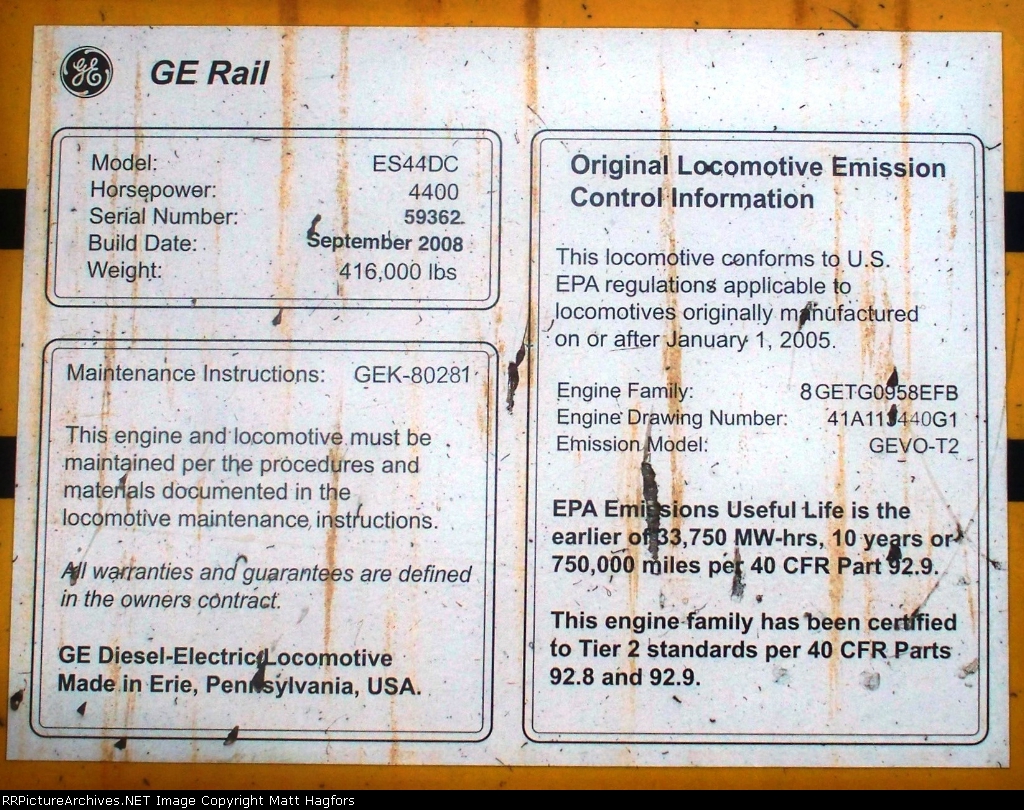 GE
GE Rail
Model: ES44DC
Horsepower: 4400
Serial Number: 59362
Build Date: September 2008
Weight: 416,000 lbs
Maintenance Instructions: GEK-80281
This engine and locomotive must be
maintained per the procedures and
materials documented in the
locomotive maintenance instructions.
All warranties and guarantees are defined
in the owners contract.
GE Diesel-Electric Locomotive
Made in Erie, Pennsylvania, USA.
Original Locomotive Emission
Control Information
This locomotive conforms to U.S.
EPA regulations applicable to
locomotives originally manufactured
on or after January 1, 2005.
Engine Family: 8GETG0958EFB
Engine Drawing Number: 41A113440G1
Emission Model: GEVO-T2
EPA Emissions Useful Life is the
earlier of 33,750 MW-hrs, 10 years or
750,000 miles per 40 CFR Part 92.9.
This engine family has been certified
to Tier 2 standards per 40 CFR Parts
92.8 and 92.9.
RRPictureArchives.NET Image Copyright Matt Hagfors